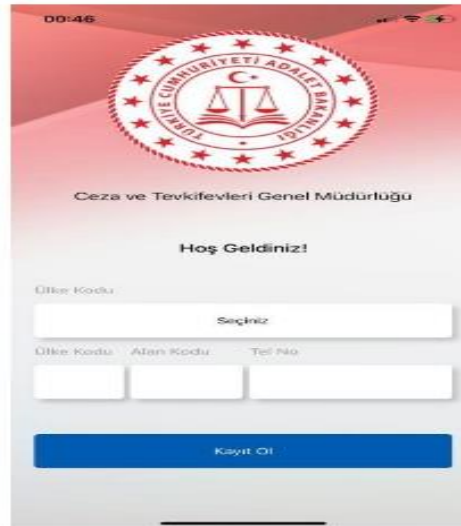 00:46
TÜRKİYE CUMHURİYETİ ADALET BAKANLIĞI
Ceza ve Tevkifevleri Genel Müdürlüğü
Hoş Geldiniz!
Ülke Kodu
Seçiniz
Ülke Kodu Alan Kodu Tel No
Kayıt Ol